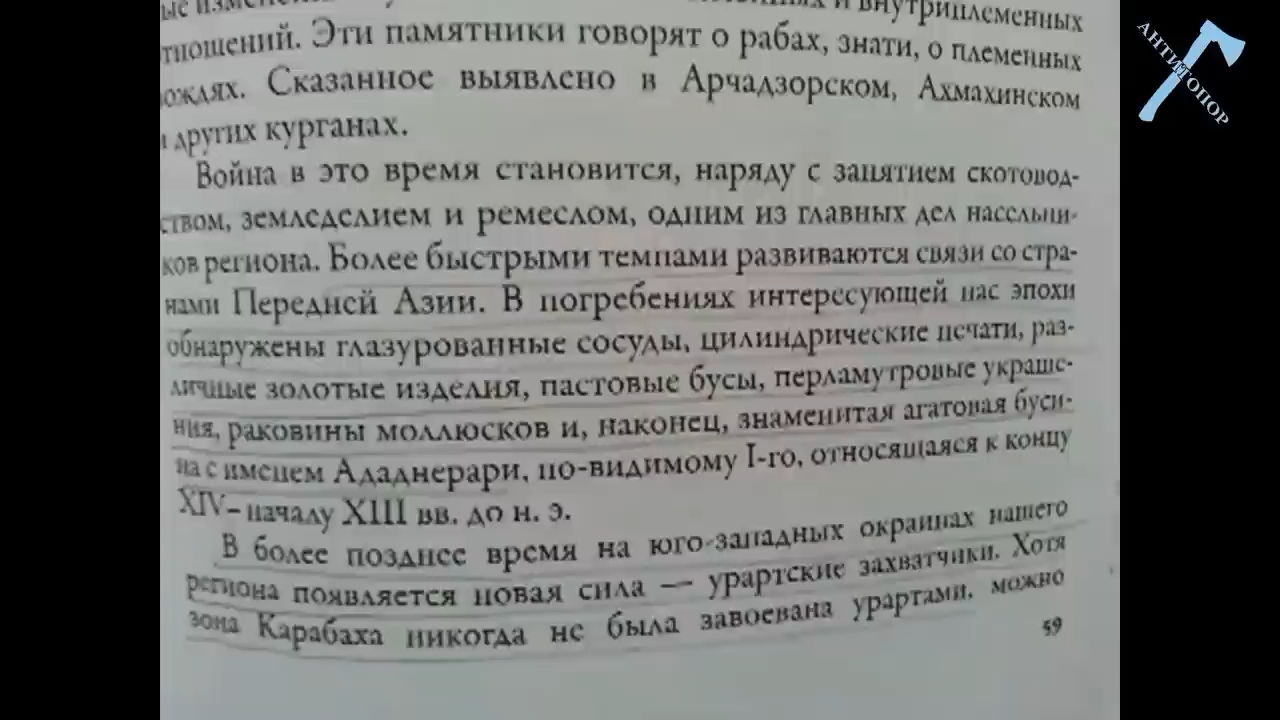 и внутриплеменных
тношений. Эти памятники говорят о рабах, знати, о племенных
ождях. Сказанное выявлено в Арчадзорском, Ахмахинском
и других курганах.
Война в это время становится, наряду с занятием скотовод-
ством, земледелием и ремеслом, одним из главных дел насельни-
ков региона. Более быстрыми темпами развиваются связи со стра-
нами Передней Азии. В погребениях интересующей нас эпохи
обнаружены глазурованные сосуды, цилиндрические печати, раз-
личные золотые изделия, пастовые бусы, перламутровые украше-
ния, раковины моллюсков и, наконец, знаменитая агатовая буси-
на с именем Ададнерари, по-видимому I-го, относящаяся к концу
XIV– началу XIII вв. до н. э.
В более позднее время на юго-западных окраинах нашего
региона появляется новая сила — урартские захватчики. Хотя
зона Карабаха никогда не была завоевана урартами, можно
59
АНТИТОПОР